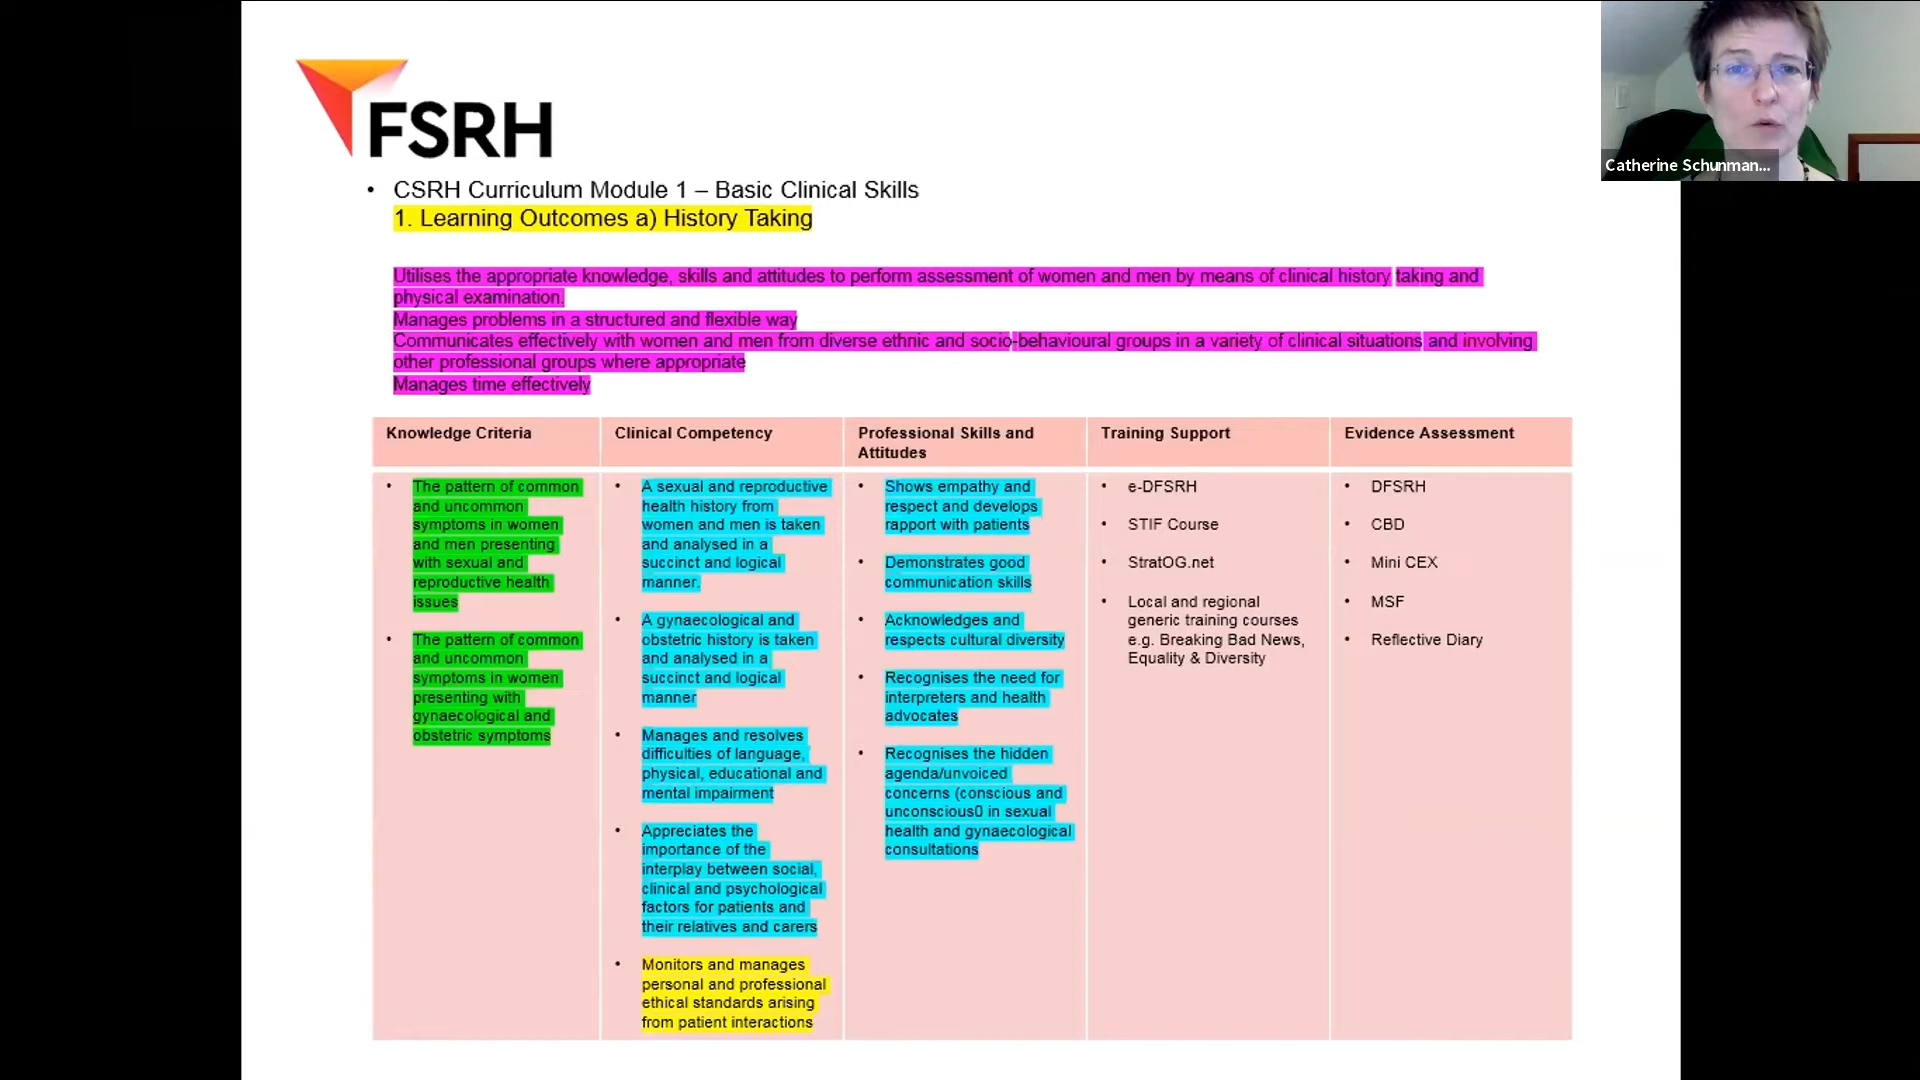 FSRH
Catherine Schunman...
• CSRH Curriculum Module 1 – Basic Clinical Skills
1. Learning Outcomes a) History Taking
Utilises the appropriate knowledge, skills and attitudes to perform assessment of women and men by means of clinical history taking and
physical examination.
Manages problems in a structured and flexible way
Communicates effectively with women and men from diverse ethnic and socio-behavioural groups in a variety of clinical situations and involving
other professional groups where appropriate
Manages time effectively
Knowledge Criteria
• The pattern of common
and uncommon
symptoms in women
and men presenting
with sexual and
reproductive health
issues
• The pattern of common
and uncommon
symptoms in women
presenting with
gynaecological and
obstetric symptoms
Clinical Competency
• A sexual and reproductive
health history from
women and men is taken
and analysed in a
succinct and logical
manner.
• A gynaecological and
obstetric history is taken
and analysed in a
succinct and logical
manner
• Manages and resolves
difficulties of language,
physical, educational and
mental impairment
• Appreciates the
importance of the
interplay between social,
clinical and psychological
factors for patients and
their relatives and carers
• Monitors and manages
personal and professional
ethical standards arising
from patient interactions
Professional Skills and
Attitudes
• Shows empathy and
respect and develops
rapport with patients
• Demonstrates good
communication skills
• Acknowledges and
respects cultural diversity
• Recognises the need for
interpreters and health
advocates
• Recognises the hidden
agenda/unvoiced
concerns (conscious and
unconscious0 in sexual
health and gynaecological
consultations
Training Support
• e-DFSRH
• STIF Course
• StratOG.net
• Local and regional
generic training courses
e.g. Breaking Bad News,
Equality & Diversity
Evidence Assessment
• DFSRH
• CBD
• Mini CEX
• MSF
• Reflective Diary